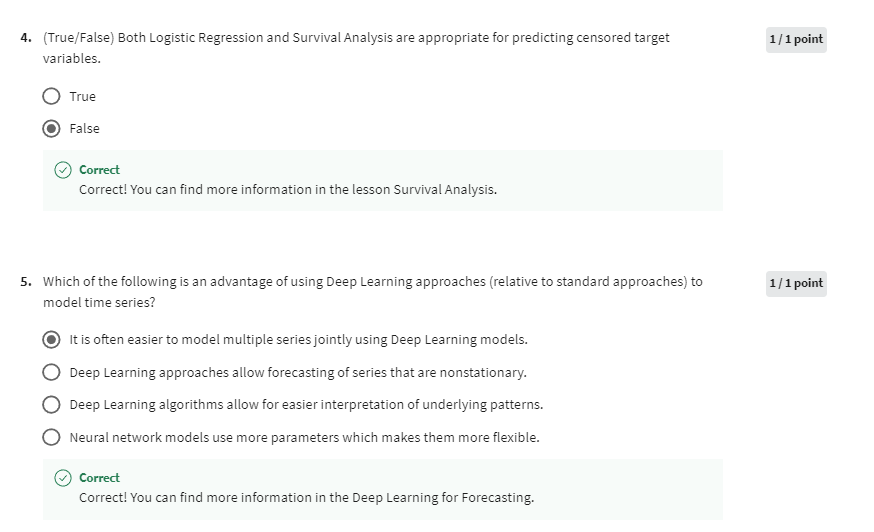 4. (True/False) Both Logistic Regression and Survival Analysis are appropriate for predicting censored target
variables.
1 / 1 point
True
False
Correct
Correct! You can find more information in the lesson Survival Analysis.
5. Which of the following is an advantage of using Deep Learning approaches (relative to standard approaches) to
model time series?
1 / 1 point
It is often easier to model multiple series jointly using Deep Learning models.
Deep Learning approaches allow forecasting of series that are nonstationary.
Deep Learning algorithms allow for easier interpretation of underlying patterns.
Neural network models use more parameters which makes them more flexible.
Correct
Correct! You can find more information in the Deep Learning for Forecasting.